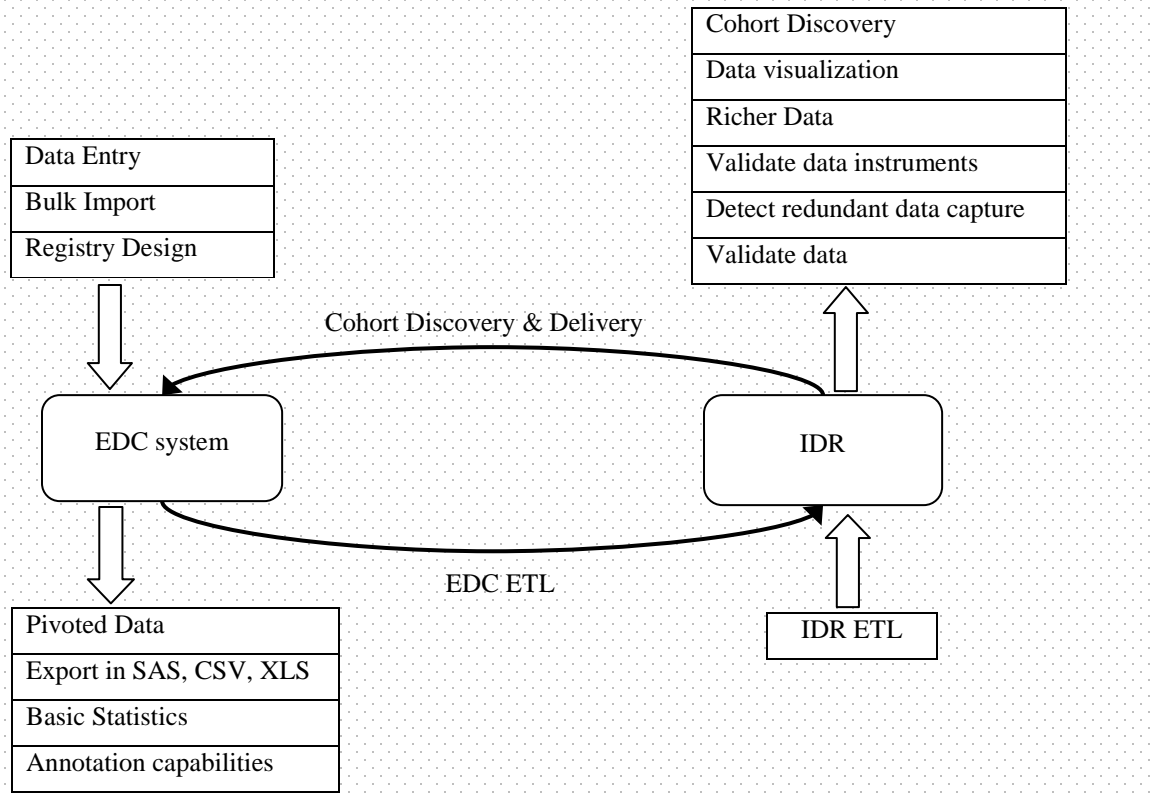 Cohort Discovery
Data visualization
Richer Data
Validate data instruments
Detect redundant data capture
Validate data
Data Entry
Bulk Import
Registry Design
Cohort Discovery & Delivery
EDC system
IDR
EDC ETL
IDR ETL
Pivoted Data
Export in SAS, CSV, XLS
Basic Statistics
Annotation capabilities